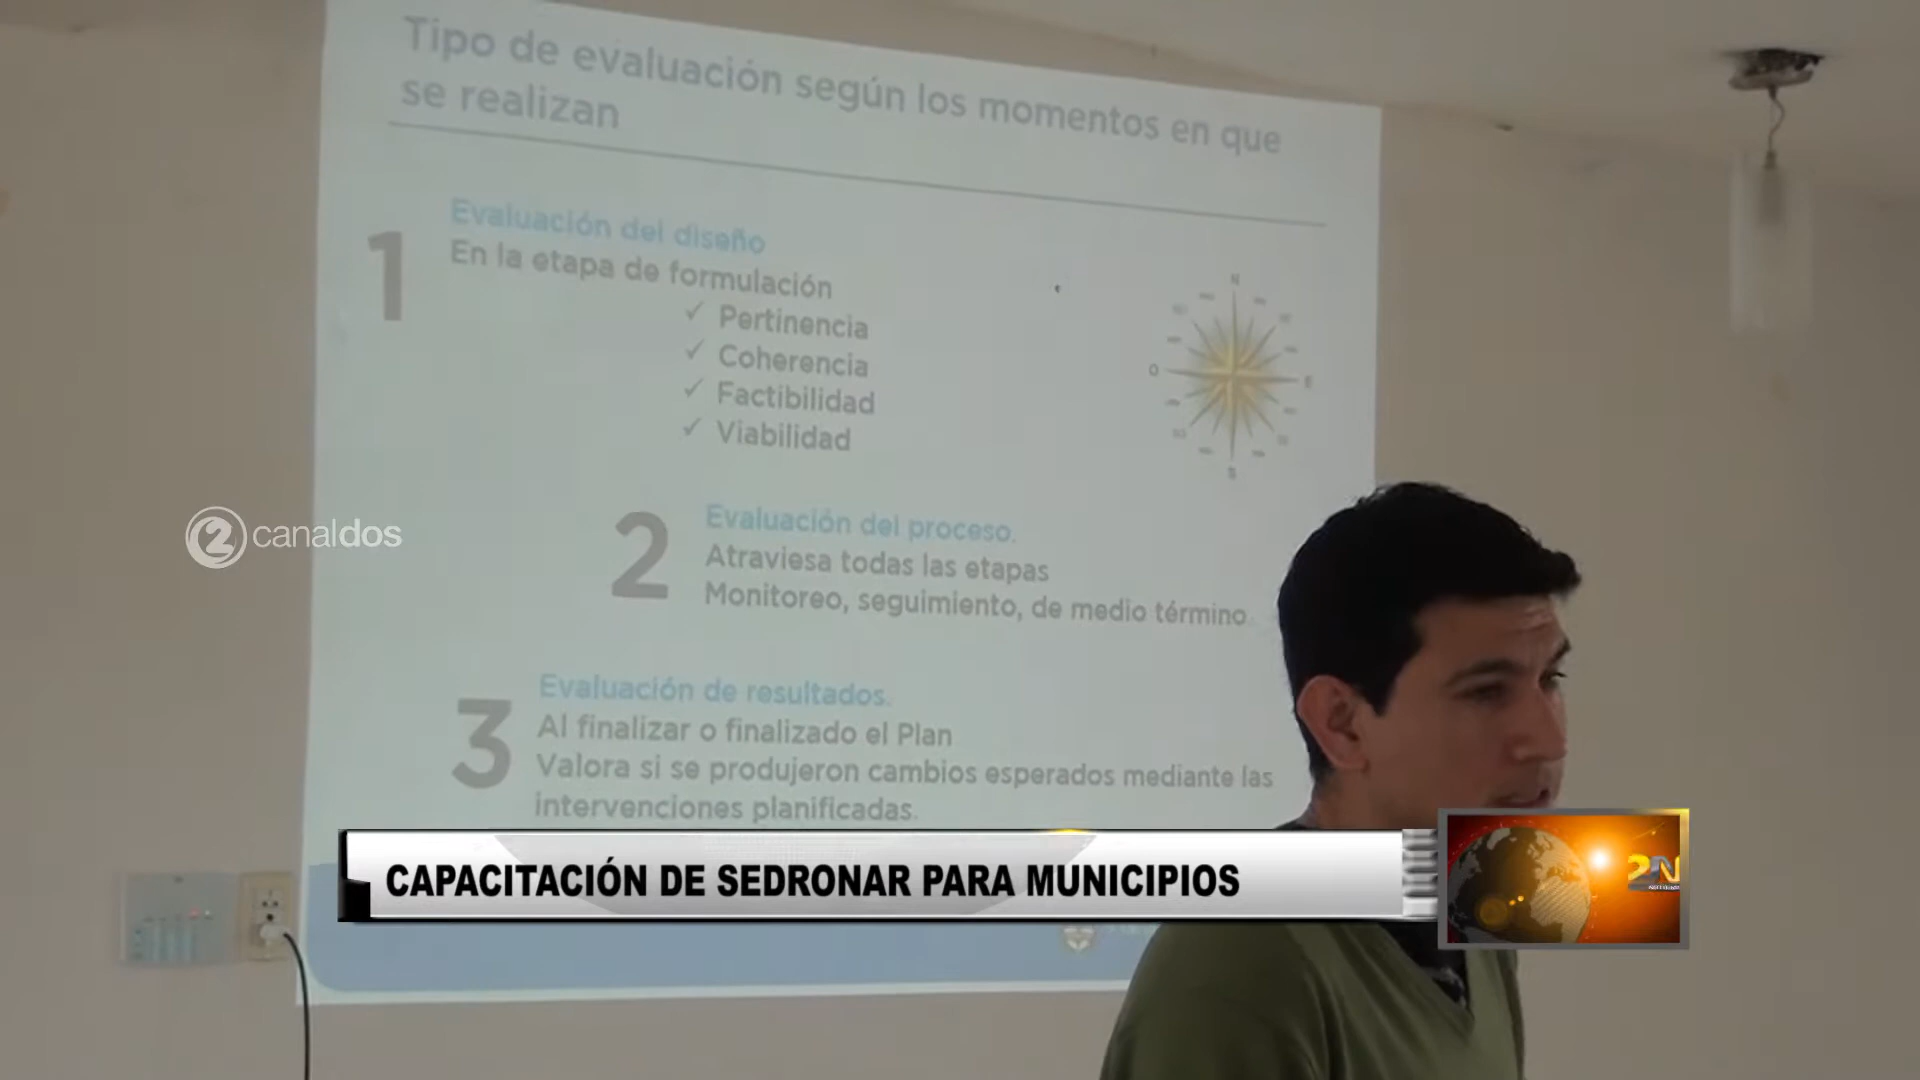 Tipo de evaluación según los momentos en que
se realizan
1
Evaluación del diseño
En la etapa de formulación
✓ Pertinencia
✓ Coherencia
✓ Factibilidad
✓ Viabilidad
N
O
E
S
2
Evaluación del proceso.
Atraviesa todas las etapas
Monitoreo, seguimiento, de medio término.
3
Evaluación de resultados.
Al finalizar o finalizado el Plan
Valora si se produjeron cambios esperados mediante las
intervenciones planificadas.
2 canaldos
CAPACITACIÓN DE SEDRONAR PARA MUNICIPIOS
2N